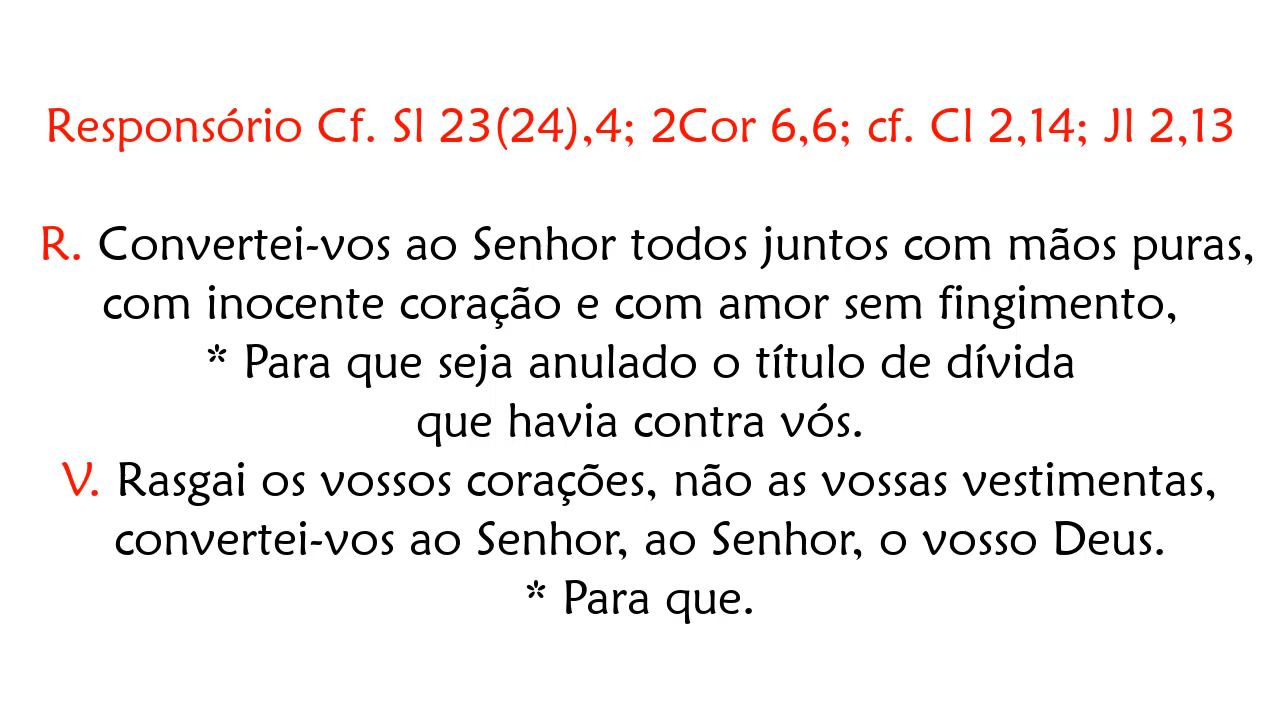 Responsório Cf. Sl 23(24),4; 2Cor 6,6; cf. Cl 2,14; Jl 2,13
R. Convertei-vos ao Senhor todos juntos com mãos puras,
com inocente coração e com amor sem fingimento,
* Para que seja anulado o título de dívida
que havia contra vós.
V. Rasgai os vossos corações, não as vossas vestimentas,
convertei-vos ao Senhor, ao Senhor, o vosso Deus.
* Para que.